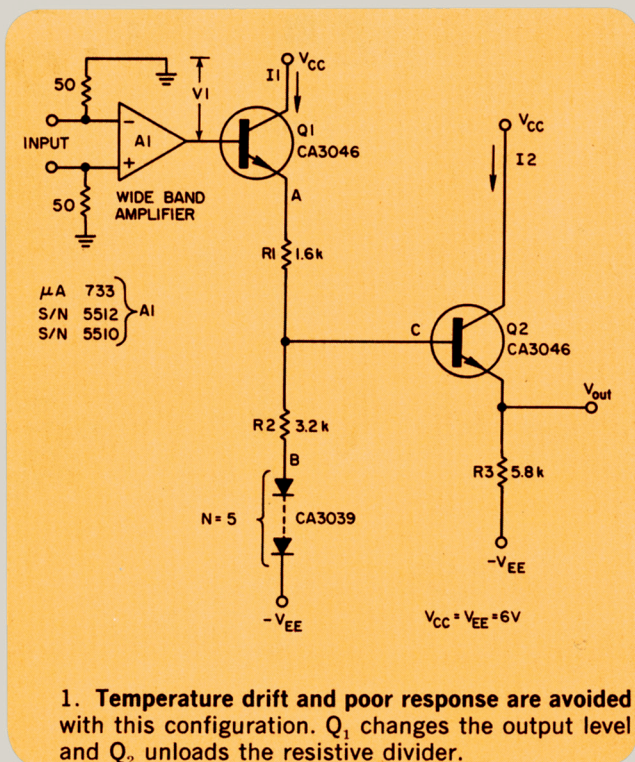 VCC
50
V1
I1
VCC
A1
Q1
CA3046
INPUT
I2
50
WIDE BAND
AMPLIFIER
A
R1 1.6k
μA 733
S/N 5512
S/N 5510
A1
C
Q2
CA3046
Vout
R2 3.2k
B
R3 5.8k
N=5
CA3039
-VEE
-VEE
VCC = VEE = 6V
1. Temperature drift and poor response are avoided
with this configuration. Q1 changes the output level
and Q2 unloads the resistive divider.